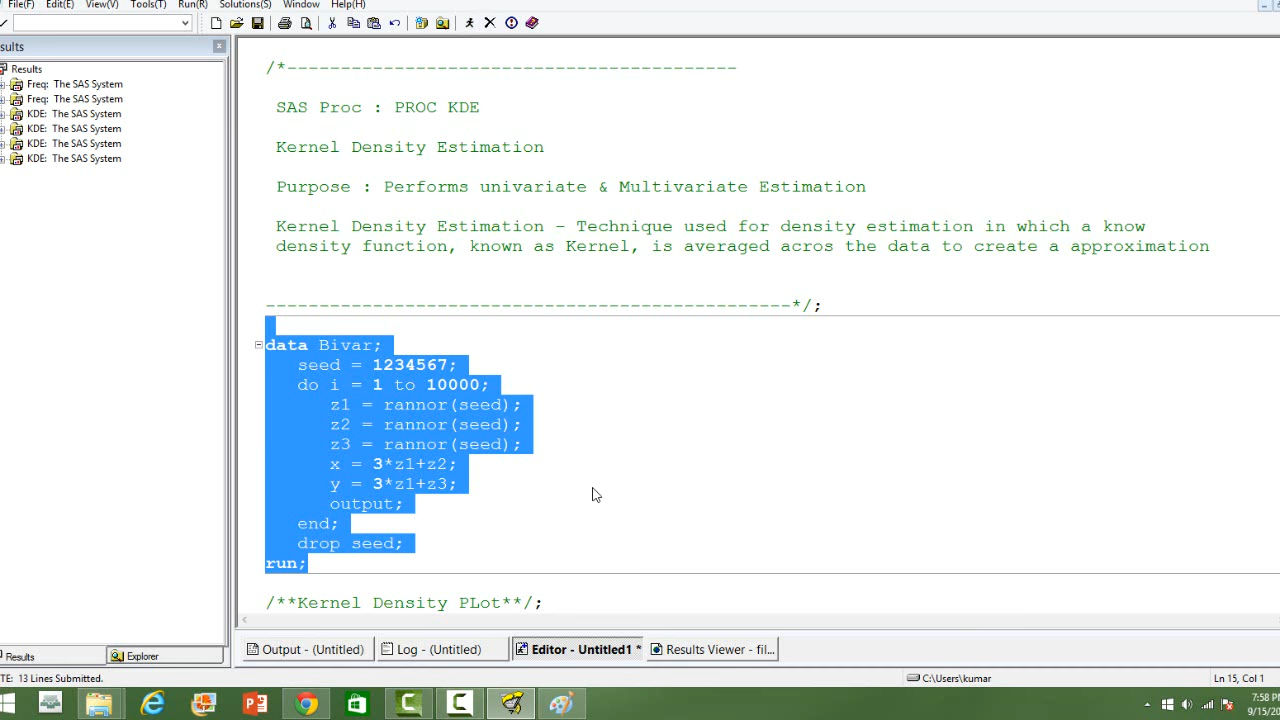 File(F) Edit(E) View(V) Tools(T) Run(R) Solutions(S) Window Help(H)
sults
Results
Freq: The SAS System
Freq: The SAS System
KDE: The SAS System
KDE: The SAS System
KDE: The SAS System
KDE: The SAS System
/*------------------------------------------
SAS Proc : PROC KDE
Kernel Density Estimation
Purpose : Performs univariate & Multivariate Estimation
Kernel Density Estimation - Technique used for density estimation in which a know
density function, known as Kernel, is averaged acros the data to create a approximation
-------------------------------------------------*/;
data Bivar;
seed = 1234567;
do i = 1 to 10000;
z1 = rannor(seed);
z2 = rannor(seed);
z3 = rannor(seed);
x = 3*z1+z2;
y = 3*z1+z3;
output;
end;
drop seed;
run;
/**Kernel Density PLot**/;
Results Explorer
Output - (Untitled) Log - (Untitled) Editor - Untitled1 * Results Viewer - fil...
TE: 13 Lines Submitted. C:\Users\kumar Ln 15, Col 1
7:58 PM
9/15/20